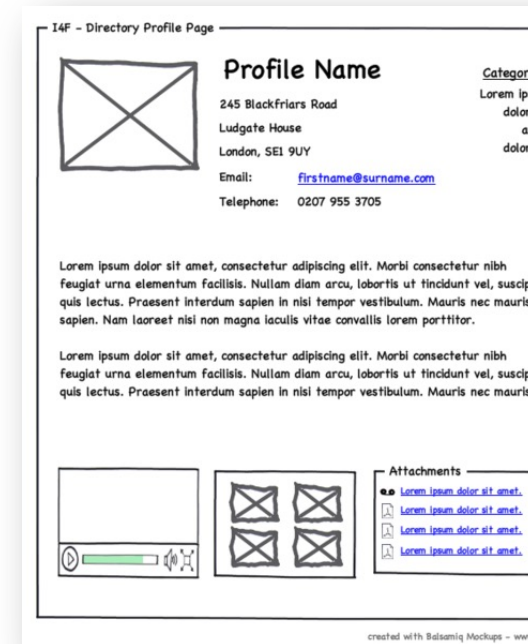 I4F - Directory Profile Page
Profile Name
245 Blackfriars Road
Ludgate House
London, SE1 9UY
Email: firstname@surname.com
Telephone: 0207 955 3705
Categor
Lorem ip
dolor
a
dolor
Lorem ipsum dolor sit amet, consectetur adipiscing elit. Morbi consectetur nibh
feugiat urna elementum facilisis. Nullam diam arcu, lobortis ut tincidunt vel, suscip
quis lectus. Praesent interdum sapien in nisi tempor vestibulum. Mauris nec mauris
sapien. Nam laoreet nisi non magna iaculis vitae convallis lorem porttitor.
Lorem ipsum dolor sit amet, consectetur adipiscing elit. Morbi consectetur nibh
feugiat urna elementum facilisis. Nullam diam arcu, lobortis ut tincidunt vel, suscip
quis lectus. Praesent interdum sapien in nisi tempor vestibulum. Mauris nec mauris
Attachments
Lorem ipsum dolor sit amet.
Lorem ipsum dolor sit amet.
Lorem ipsum dolor sit amet.
Lorem ipsum dolor sit amet.
created with Balsamiq Mockups - ww